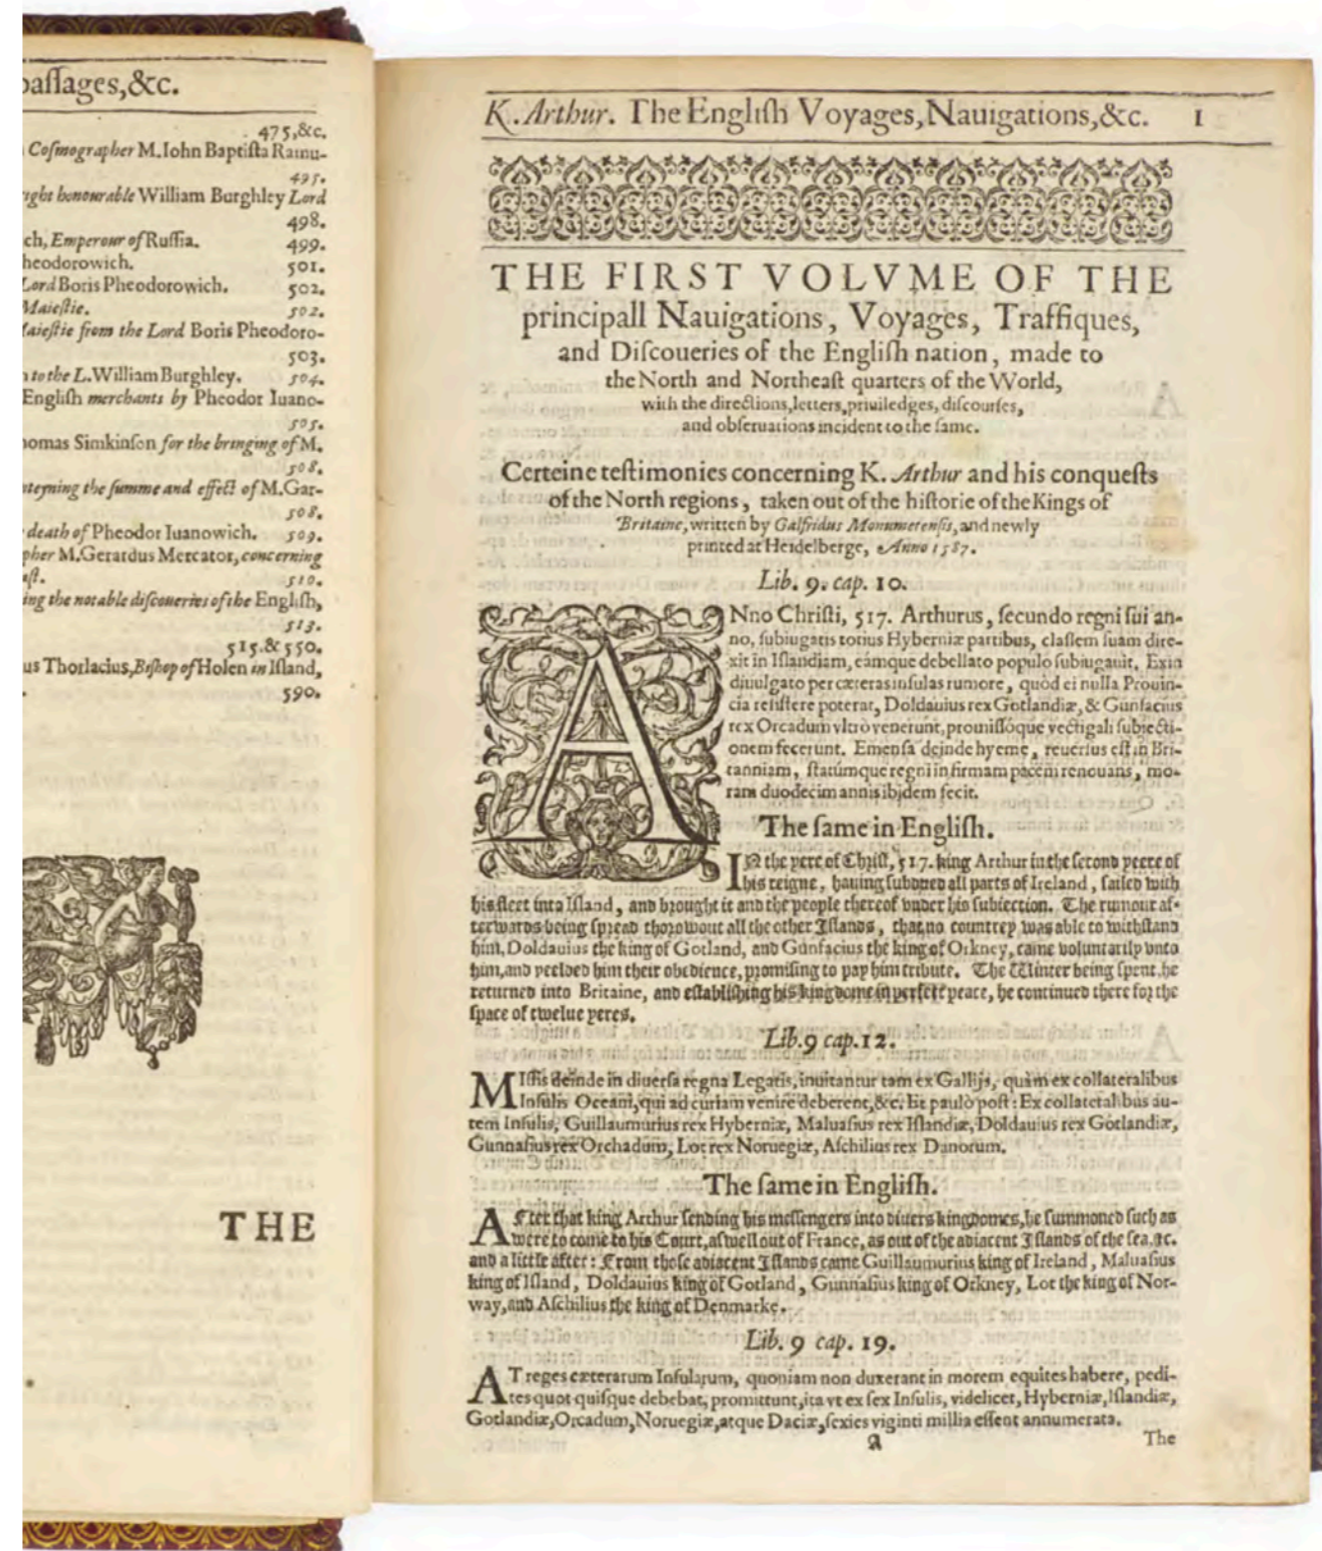 paſſages,&c.
475,&c.
Coſmographer M.Iohn Baptiſta Ramu-
495.
right honourable William Burghley Lord
498.
ch, Emperour of Ruſſia. 499.
heodorowich. 501.
Lord Boris Pheodorowich. 502.
Maieſtie. 502.
Maieſtie from the Lord Boris Pheodoro-
503.
to the L.William Burghley. 504.
Engliſh merchants by Pheodor Iuano-
505.
homas Simkinſon for the bringing of M.
508.
teyning the ſumme and effect of M.Gar-
508.
death of Pheodor Iuanowich. 509.
pher M.Gerardus Mercator, concerning
aſt. 510.
ing the notable diſcoueries of the Engliſh,
513.
515.& 550.
us Thorlacius, Biſhop of Holen in Iſland,
590.
THE
K. Arthur. The Engliſh Voyages, Nauigations,&c. 1
THE FIRST VOLVME OF THE
principall Nauigations, Voyages, Traffiques,
and Diſcoueries of the Engliſh nation, made to
the North and Northeaſt quarters of the World,
with the directions,letters,priuiledges, diſcourſes,
and obſeruations incident to the ſame.
Certeine teſtimonies concerning K. Arthur and his conqueſts
of the North regions, taken out of the hiſtorie of the Kings of
Britaine, written by Galfridus Monumetenſis, and newly
printed at Heidelberge, Anno 1587.
Lib. 9. cap. 10.
ANno Chriſti, 517. Arthurus, ſecundo regni ſui an-
no, ſubiugatis totius Hyberniæ partibus, claſſem ſuam dire-
xit in Iſlandiam, eámque debellato populo ſubiugauit. Exin
diuulgato per cæteras inſulas rumore, quòd ei nulla Prouin-
cia reſiſtere poterat, Doldauius rex Gotlandiæ, & Gunfacius
rex Orcadum vltrò venerunt, promiſſóque vectigali ſubiecti-
onem fecerunt. Emenſa deinde hyeme, reuerſus eſt in Bri-
tanniam, ſtatúmque regni in firmam pacem renouans, mo-
ram duodecim annis ibidem fecit.
The ſame in Engliſh.
IN the yere of Chriſt, 517. king Arthur in the ſecond yeere of
his reigne, hauing ſubdued all parts of Ireland, ſailed with
his fleet into Iſland, and brought it and the people thereof vnder his ſubiection. The rumour af-
terwards being ſpread thorowout all the other Iſlands, that no countrey was able to withſtand
him, Doldauius the king of Gotland, and Gunfacius the king of Orkney, came voluntarily vnto
him, and yeelded him their obedience, promiſing to pay him tribute. The Winter being ſpent, he
returned into Britaine, and eſtabliſhing his kingdome in perfect peace, he continued there for the
ſpace of twelue yeres.
Lib.9 cap.12.
MIſſis deinde in diuerſa regna Legatis, inuitantur tam ex Gallijs, quàm ex collateralibus
Inſulis Oceani, qui ad curiam venire deberent,&c. Et paulò poſt: Ex collateralibus au-
tem Inſulis, Guillaumurius rex Hyberniæ, Maluaſius rex Iſlandiæ, Doldauius rex Gotlandiæ,
Gunnaſius rex Orchadum, Lot rex Noruegiæ, Aſchilius rex Danorum.
The ſame in Engliſh.
AFter that king Arthur ſending his meſſengers into diuers kingdomes, he ſummoned ſuch as
were to come to his Court, aſwell out of France, as out of the adiacent Iſlands of the ſea,&c.
and a little after: From thoſe adiacent Iſlands came Guillaumurius king of Ireland, Maluaſius
king of Iſland, Doldauius king of Gotland, Gunnaſius king of Orkney, Lot the king of Nor-
way, and Aſchilius the king of Denmarke.
Lib. 9 cap. 19.
AT reges cæterarum Inſularum, quoniam non duxerant in morem equites habere, pedi-
tes quot quiſque debebat, promittunt, ita vt ex ſex Inſulis, videlicet, Hyberniæ, Iſlandiæ,
Gotlandiæ, Orcadum, Noruegiæ, atque Daciæ, ſexies viginti millia eſſent annumerata.
a The